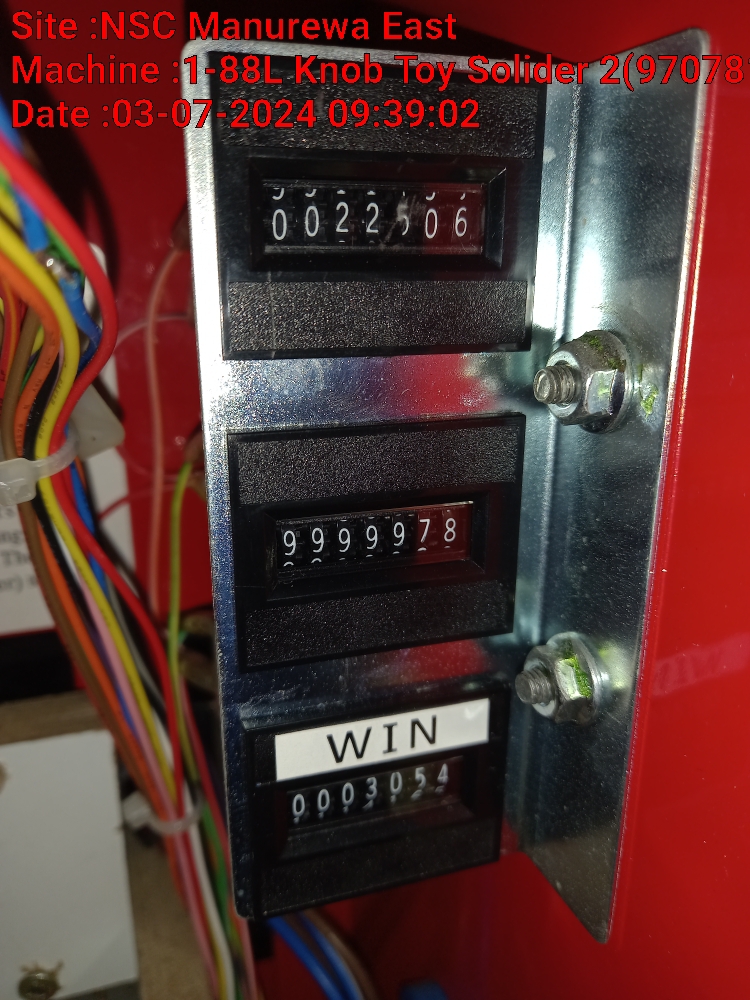 Site :NSC Manurewa East
Machine :1-88L Knob Toy Solider 2(97078
Date :03-07-2024 09:39:02
0022506
9999978
WIN
0003054